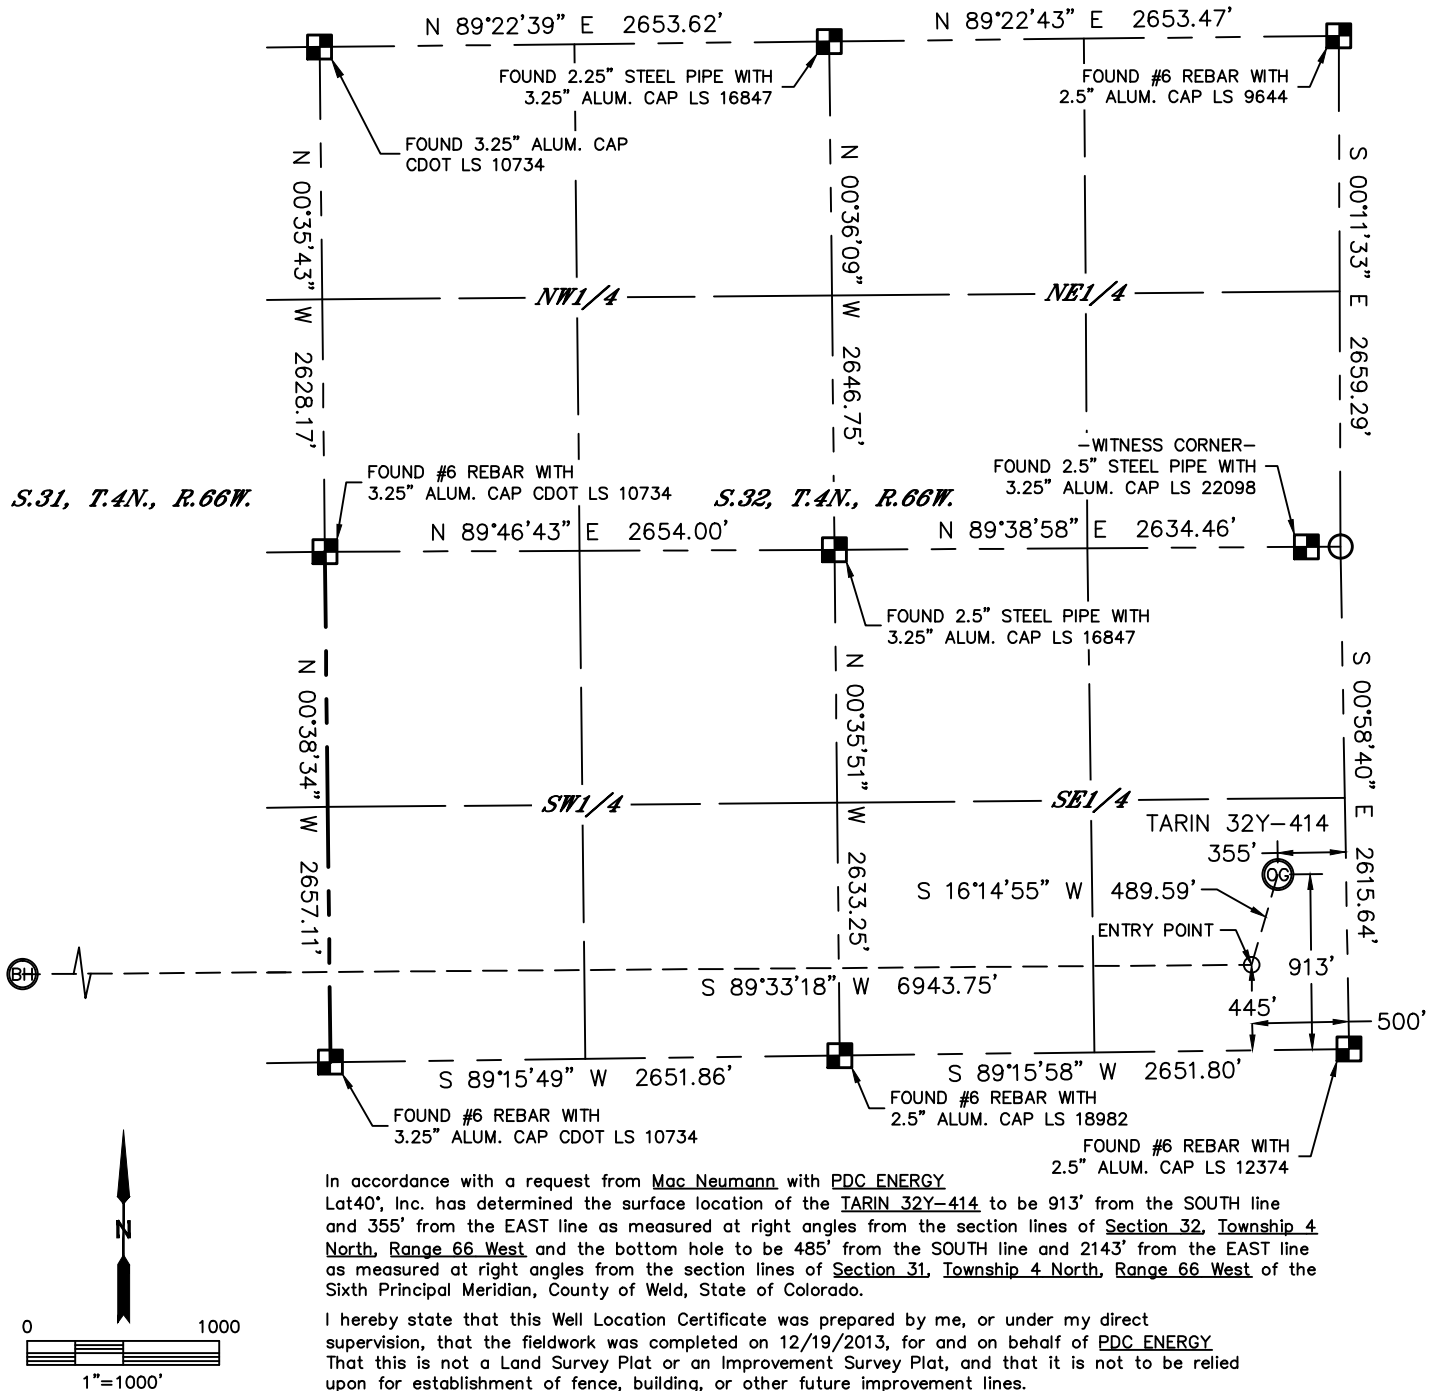 N 89°22'39" E 2653.62'
N 89°22'43" E 2653.47'
FOUND 2.25" STEEL PIPE WITH
3.25" ALUM. CAP LS 16847
FOUND #6 REBAR WITH
2.5" ALUM. CAP LS 9644
FOUND 3.25" ALUM. CAP
CDOT LS 10734
N 00°35'43" W 2628.17'
N 00°36'09" W 2646.75'
S 00°11'33" E 2659.29'
NW1/4
NE1/4
-WITNESS CORNER-
FOUND 2.5" STEEL PIPE WITH
3.25" ALUM. CAP LS 22098
FOUND #6 REBAR WITH
3.25" ALUM. CAP CDOT LS 10734
S.31, T.4N., R.66W.
S.32, T.4N., R.66W.
N 89°46'43" E 2654.00'
N 89°38'58" E 2634.46'
FOUND 2.5" STEEL PIPE WITH
3.25" ALUM. CAP LS 16847
N 00°38'34" W 2657.11'
N 00°35'51" W 2633.25'
S 00°58'40" E 2615.64'
SW1/4
SE1/4
TARIN 32Y-414
355'
OG
S 16°14'55" W 489.59'
ENTRY POINT
BH
913'
S 89°33'18" W 6943.75'
445'
500'
S 89°15'49" W 2651.86'
S 89°15'58" W 2651.80'
FOUND #6 REBAR WITH
2.5" ALUM. CAP LS 18982
FOUND #6 REBAR WITH
3.25" ALUM. CAP CDOT LS 10734
FOUND #6 REBAR WITH
2.5" ALUM. CAP LS 12374
N
0 1000
1"=1000'
In accordance with a request from Mac Neumann with PDC ENERGY
Lat40°, Inc. has determined the surface location of the TARIN 32Y-414 to be 913' from the SOUTH line
and 355' from the EAST line as measured at right angles from the section lines of Section 32, Township 4
North, Range 66 West and the bottom hole to be 485' from the SOUTH line and 2143' from the EAST line
as measured at right angles from the section lines of Section 31, Township 4 North, Range 66 West of the
Sixth Principal Meridian, County of Weld, State of Colorado.
I hereby state that this Well Location Certificate was prepared by me, or under my direct
supervision, that the fieldwork was completed on 12/19/2013, for and on behalf of PDC ENERGY
That this is not a Land Survey Plat or an Improvement Survey Plat, and that it is not to be relied
upon for establishment of fence, building, or other future improvement lines.